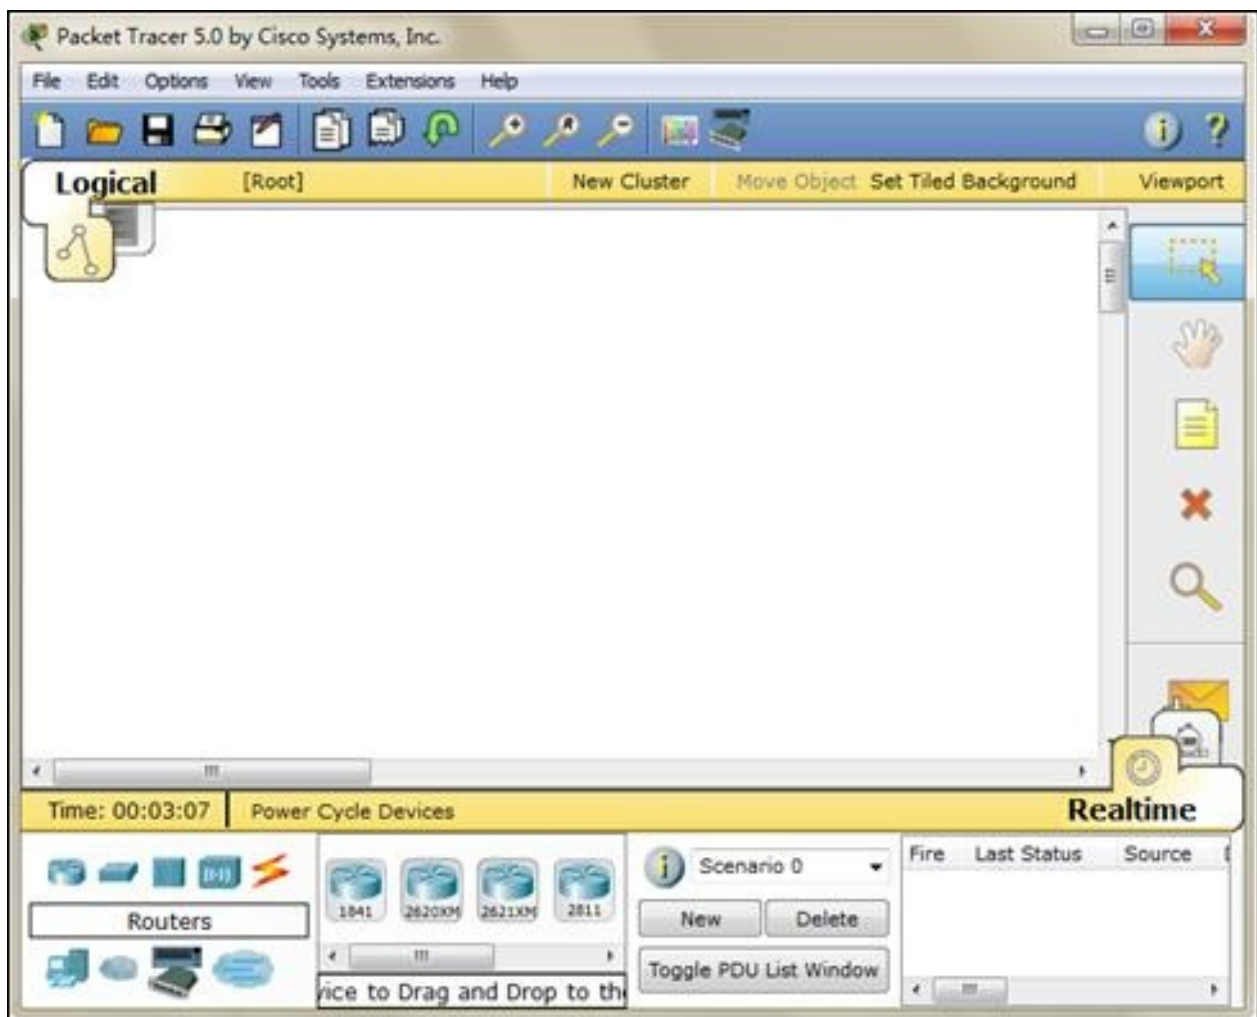 Packet Tracer 5.0 by Cisco Systems, Inc.
File Edit Options View Tools Extensions Help
Logical [Root] New Cluster Move Object Set Tiled Background Viewport
Time: 00:03:07 Power Cycle Devices Realtime
Routers
1841 2620XM 2621XM 2811
vice to Drag and Drop to the
Scenario 0
New Delete
Toggle PDU List Window
Fire Last Status Source